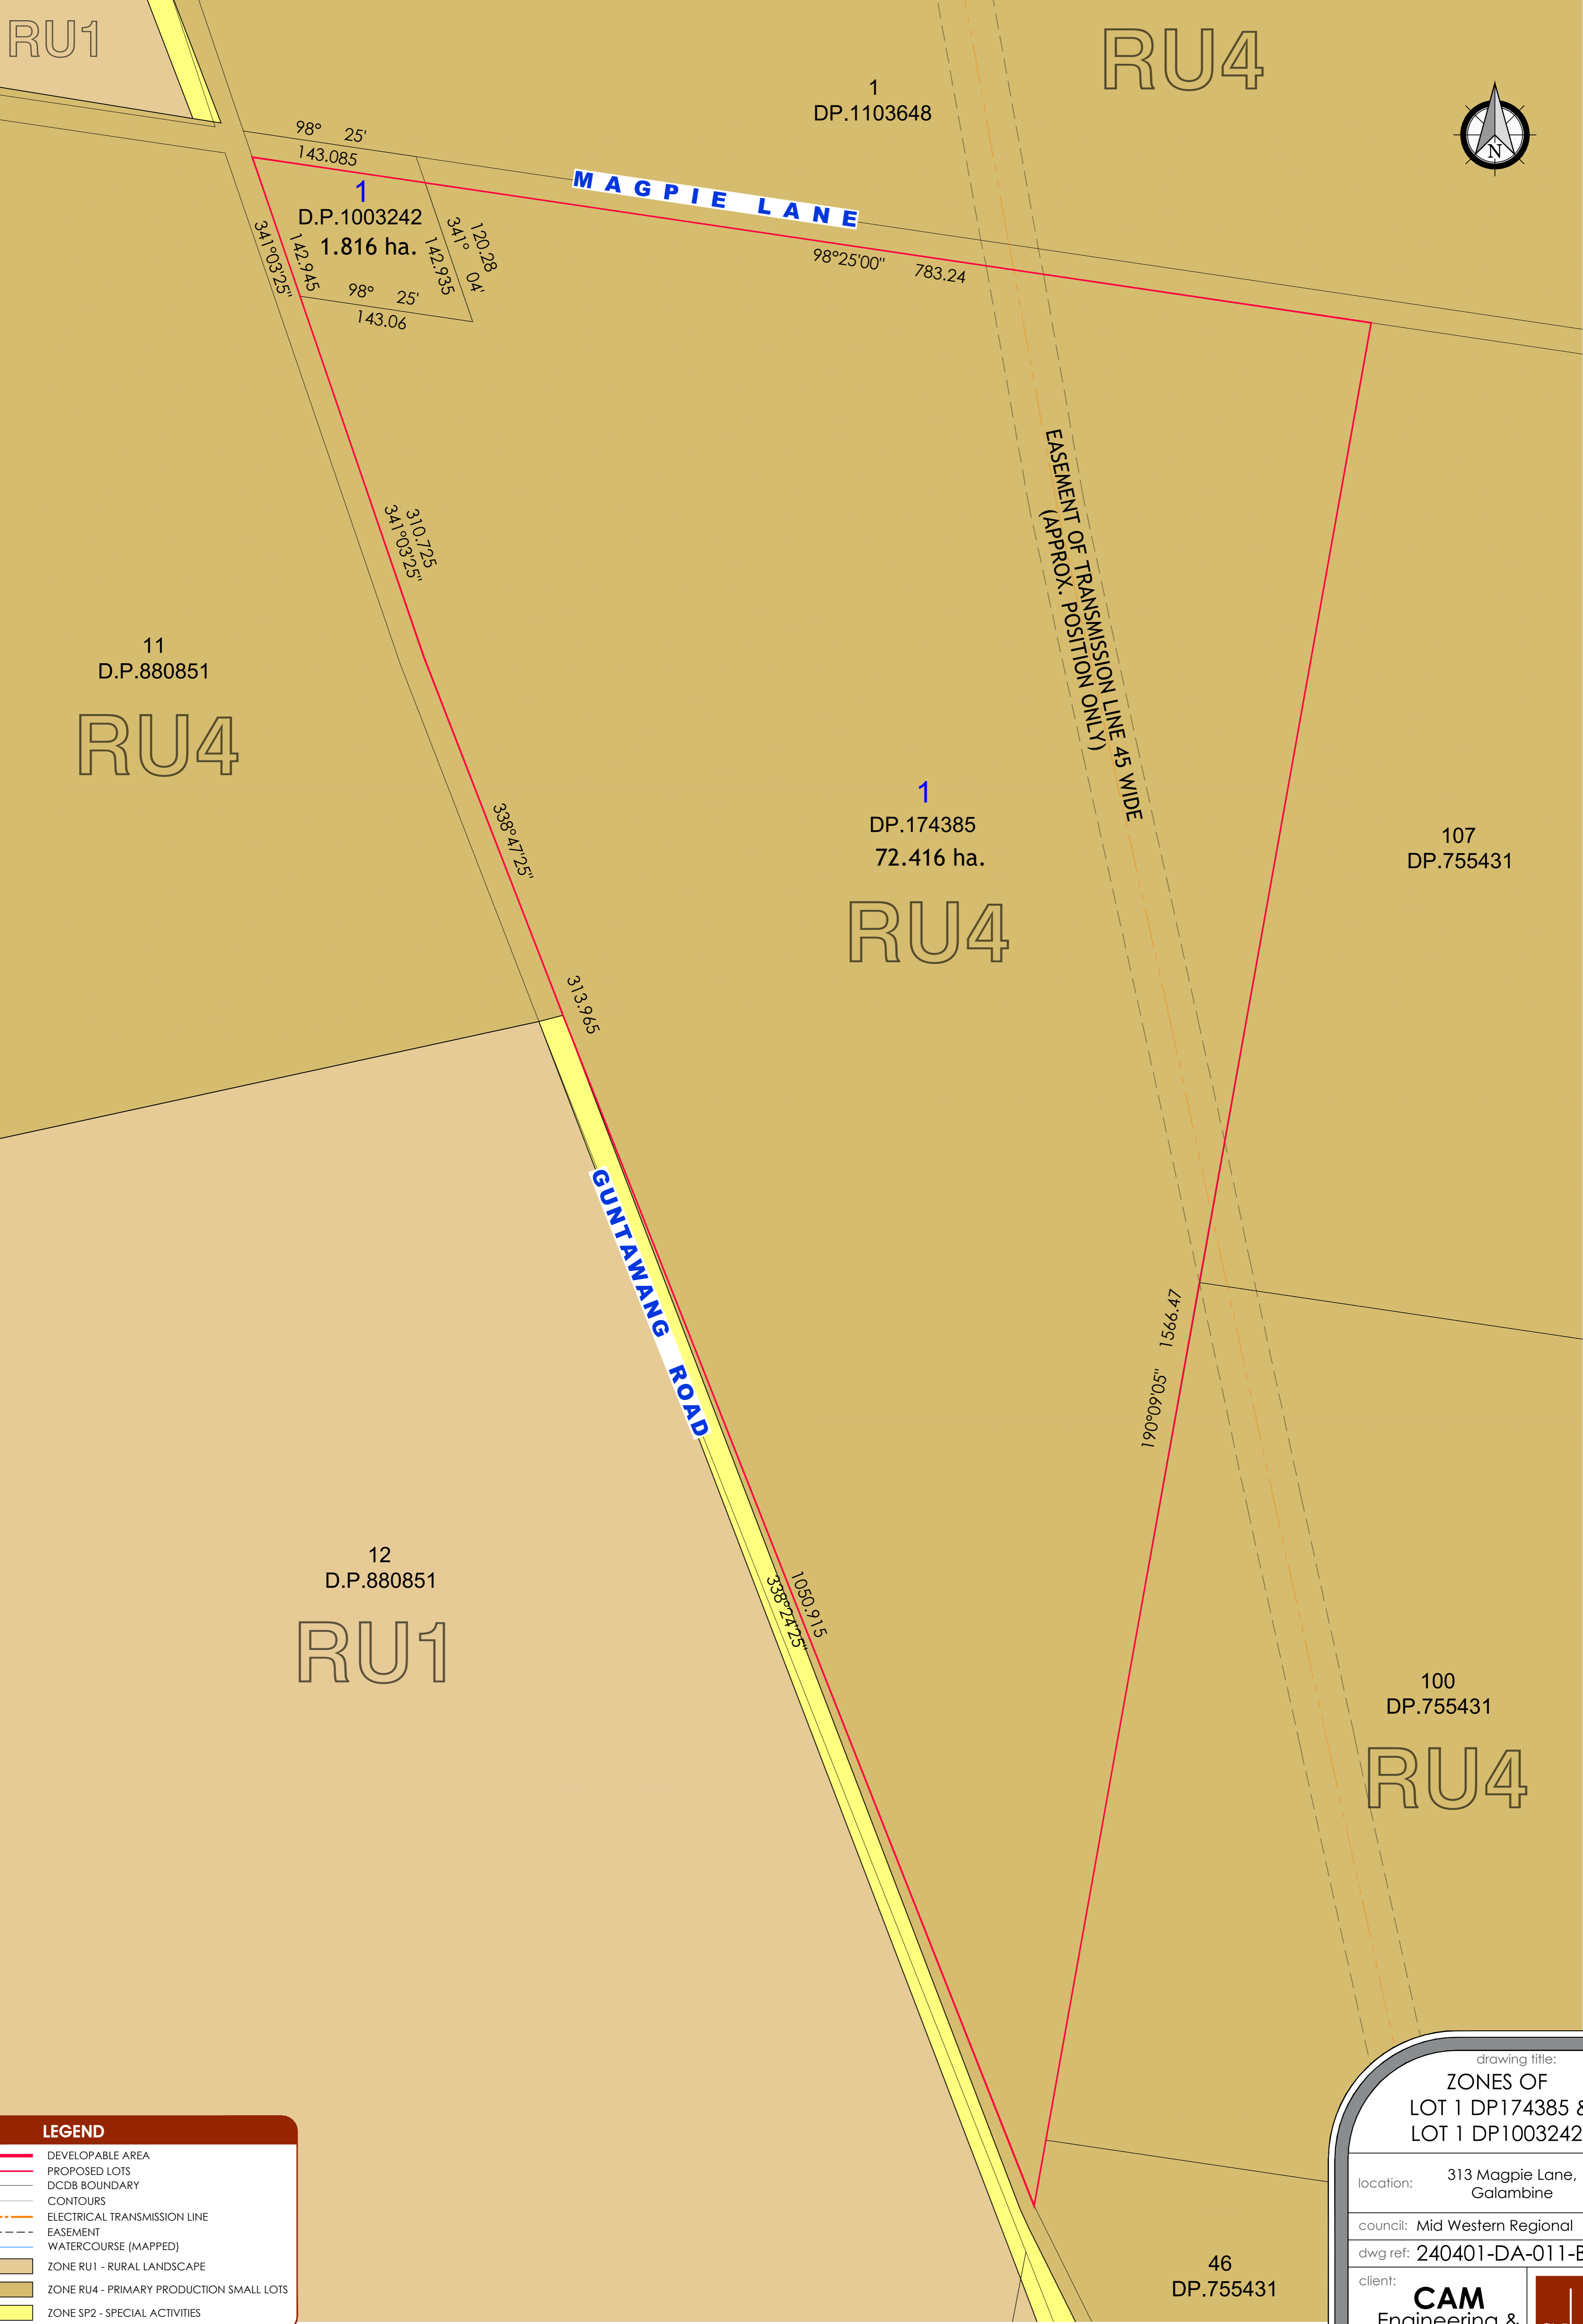 RU1
RU4
1
DP.1103648
N
98° 25'
143.085
MAGPIE LANE
1
D.P.1003242
1.816 ha.
341°03'25"
142.945
142.935
341° 04'
120.28
98° 25'
143.06
98°25'00" 783.24
310.725
341°03'25"
EASEMENT OF TRANSMISSION LINE 45 WIDE
(APPROX. POSITION ONLY)
11
D.P.880851
RU4
338°47'25"
1
DP.174385
72.416 ha.
RU4
107
DP.755431
313.965
GUNTAWANG ROAD
190°09'05" 1566.47
12
D.P.880851
RU1
1050.915
338°24'25"
100
DP.755431
RU4
46
DP.755431
LEGEND
DEVELOPABLE AREA
PROPOSED LOTS
DCDB BOUNDARY
CONTOURS
ELECTRICAL TRANSMISSION LINE
EASEMENT
WATERCOURSE (MAPPED)
ZONE RU1 - RURAL LANDSCAPE
ZONE RU4 - PRIMARY PRODUCTION SMALL LOTS
ZONE SP2 - SPECIAL ACTIVITIES
drawing title:
ZONES OF
LOT 1 DP174385 &
LOT 1 DP1003242
location: 313 Magpie Lane,
Galambine
council: Mid Western Regional
dwg ref: 240401-DA-011-B
client:
CAM
Engineering &